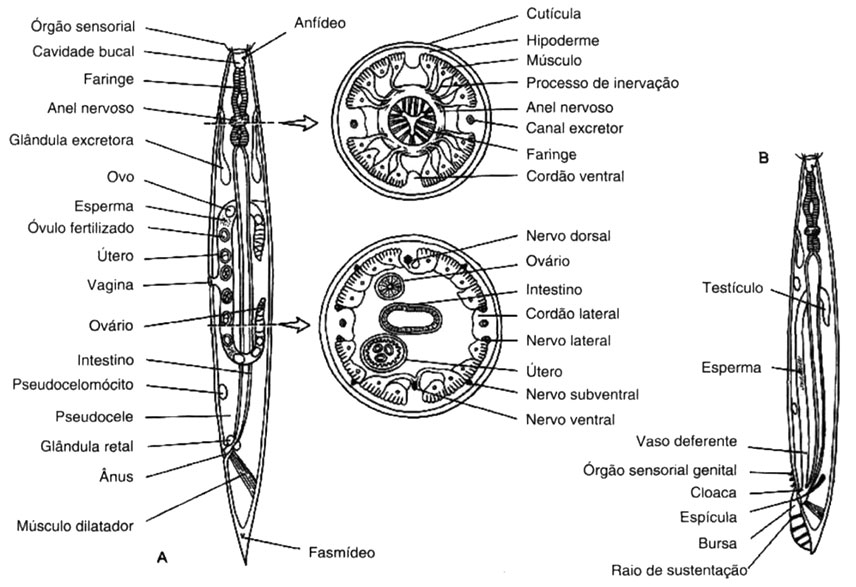 Órgão sensorial
Cavidade bucal
Faringe
Anel nervoso
Glândula excretora
Ovo
Esperma
Óvulo fertilizado
Útero
Vagina
Ovário
Intestino
Pseudocelomócito
Pseudocele
Glândula retal
Ânus
Músculo dilatador
A
Anfídeo
Fasmídeo
Cutícula
Hipoderme
Músculo
Processo de inervação
Anel nervoso
Canal excretor
Faringe
Cordão ventral
Nervo dorsal
Ovário
Intestino
Cordão lateral
Nervo lateral
Útero
Nervo subventral
Nervo ventral
B
Testículo
Esperma
Vaso deferente
Órgão sensorial genital
Cloaca
Espícula
Bursa
Raio de sustentação